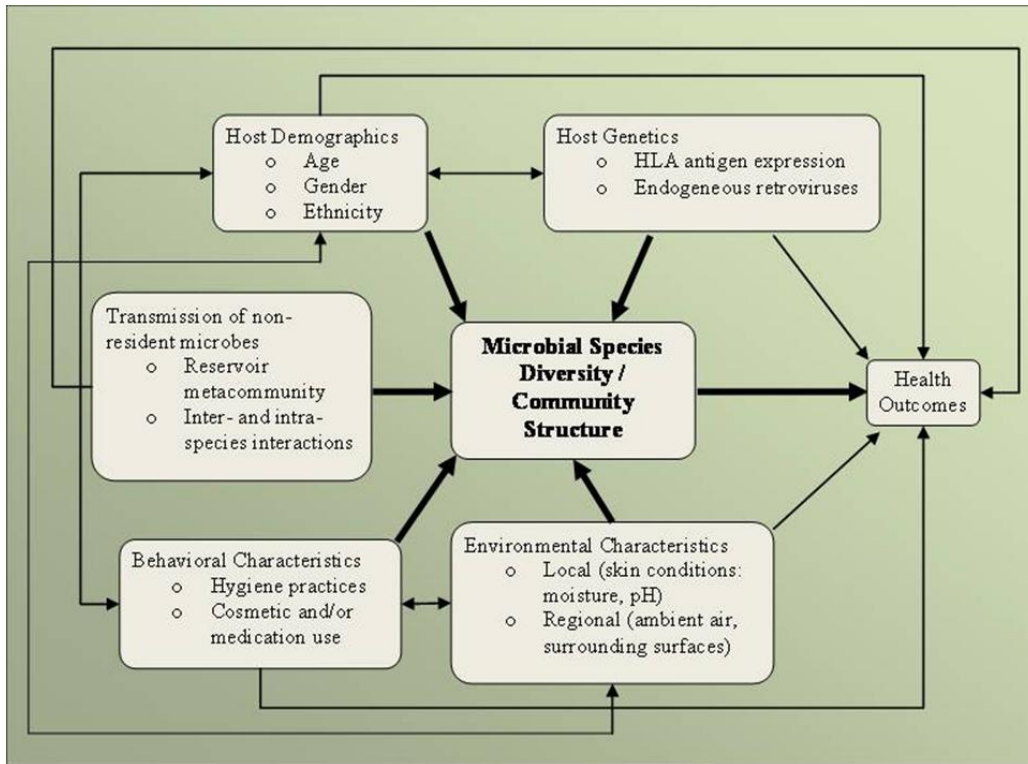 Host Demographics
○ Age
○ Gender
○ Ethnicity
Host Genetics
○ HLA antigen expression
○ Endogeneous retroviruses
Transmission of non-
resident microbes
○ Reservoir
metacommunity
○ Inter- and intra-
species interactions
Microbial Species
Diversity /
Community
Structure
Health
Outcomes
Behavioral Characteristics
○ Hygiene practices
○ Cosmetic and/or
medication use
Environmental Characteristics
○ Local (skin conditions:
moisture, pH)
○ Regional (ambient air,
surrounding surfaces)